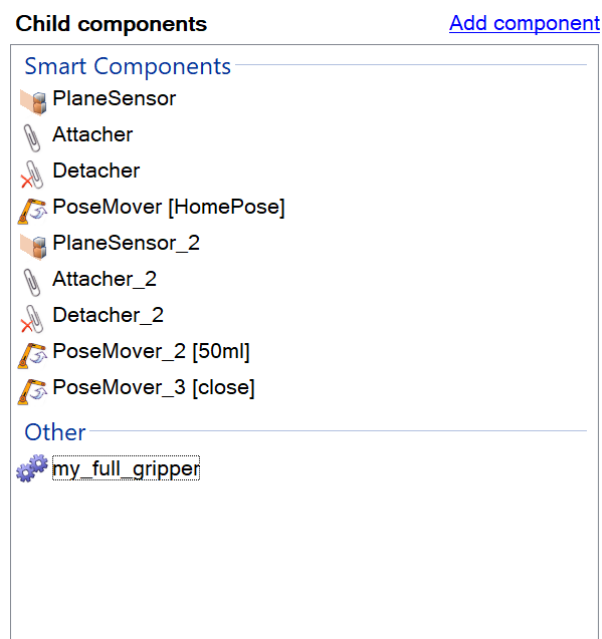 Child components Add component
Smart Components
PlaneSensor
Attacher
Detacher
PoseMover [HomePose]
PlaneSensor_2
Attacher_2
Detacher_2
PoseMover_2 [50ml]
PoseMover_3 [close]
Other
my_full_gripper